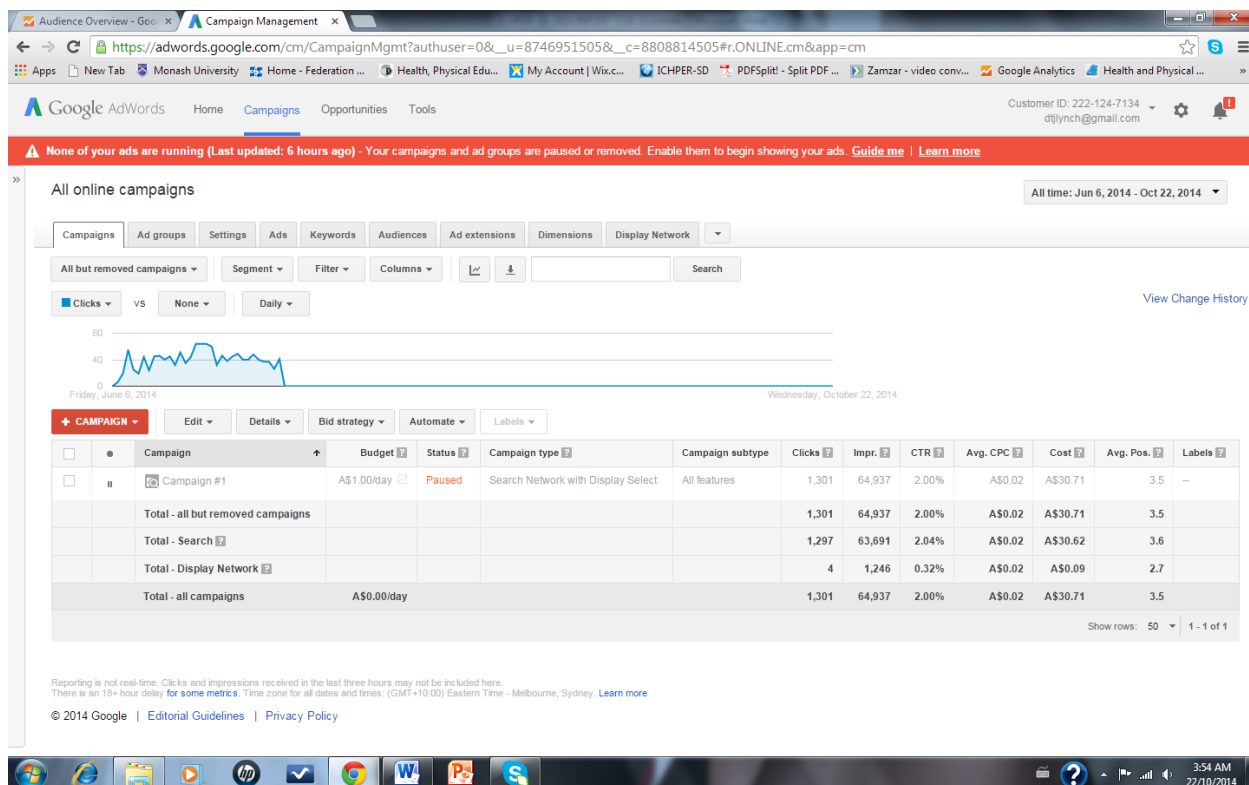 Audience Overview - Goo
Campaign Management
https://adwords.google.com/cm/CampaignMgmt?authuser=0&__u=8746951505&__c=8808814505#r.ONLINE.cm&app=cm
Apps New Tab Monash University Home - Federation ... Health, Physical Edu... My Account | Wix.c... ICHPER-SD PDFSplit! - Split PDF ... Zamzar - video conv... Google Analytics Health and Physical ... »
Google AdWords Home Campaigns Opportunities Tools
Customer ID: 222-124-7134
dtjlynch@gmail.com
None of your ads are running (Last updated: 6 hours ago) - Your campaigns and ad groups are paused or removed. Enable them to begin showing your ads. Guide me | Learn more
»
All online campaigns
All time: Jun 6, 2014 - Oct 22, 2014
Campaigns Ad groups Settings Ads Keywords Audiences Ad extensions Dimensions Display Network
All but removed campaigns Segment Filter Columns Search
Clicks VS None Daily
View Change History
80
40
0
Friday, June 6, 2014 Wednesday, October 22, 2014
+ CAMPAIGN Edit Details Bid strategy Automate Labels
Campaign Budget ? Status ? Campaign type ? Campaign subtype Clicks ? Impr. ? CTR ? Avg. CPC ? Cost ? Avg. Pos. ? Labels ?
Campaign #1 A$1.00/day Paused Search Network with Display Select All features 1,301 64,937 2.00% A$0.02 A$30.71 3.5 --
Total - all but removed campaigns 1,301 64,937 2.00% A$0.02 A$30.71 3.5
Total - Search ? 1,297 63,691 2.04% A$0.02 A$30.62 3.6
Total - Display Network ? 4 1,246 0.32% A$0.02 A$0.09 2.7
Total - all campaigns A$0.00/day 1,301 64,937 2.00% A$0.02 A$30.71 3.5
Show rows: 50 1 - 1 of 1
Reporting is not real-time. Clicks and impressions received in the last three hours may not be included here.
There is an 18+ hour delay for some metrics. Time zone for all dates and times: (GMT+10:00) Eastern Time - Melbourne, Sydney. Learn more
© 2014 Google | Editorial Guidelines | Privacy Policy
3:54 AM
22/10/2014